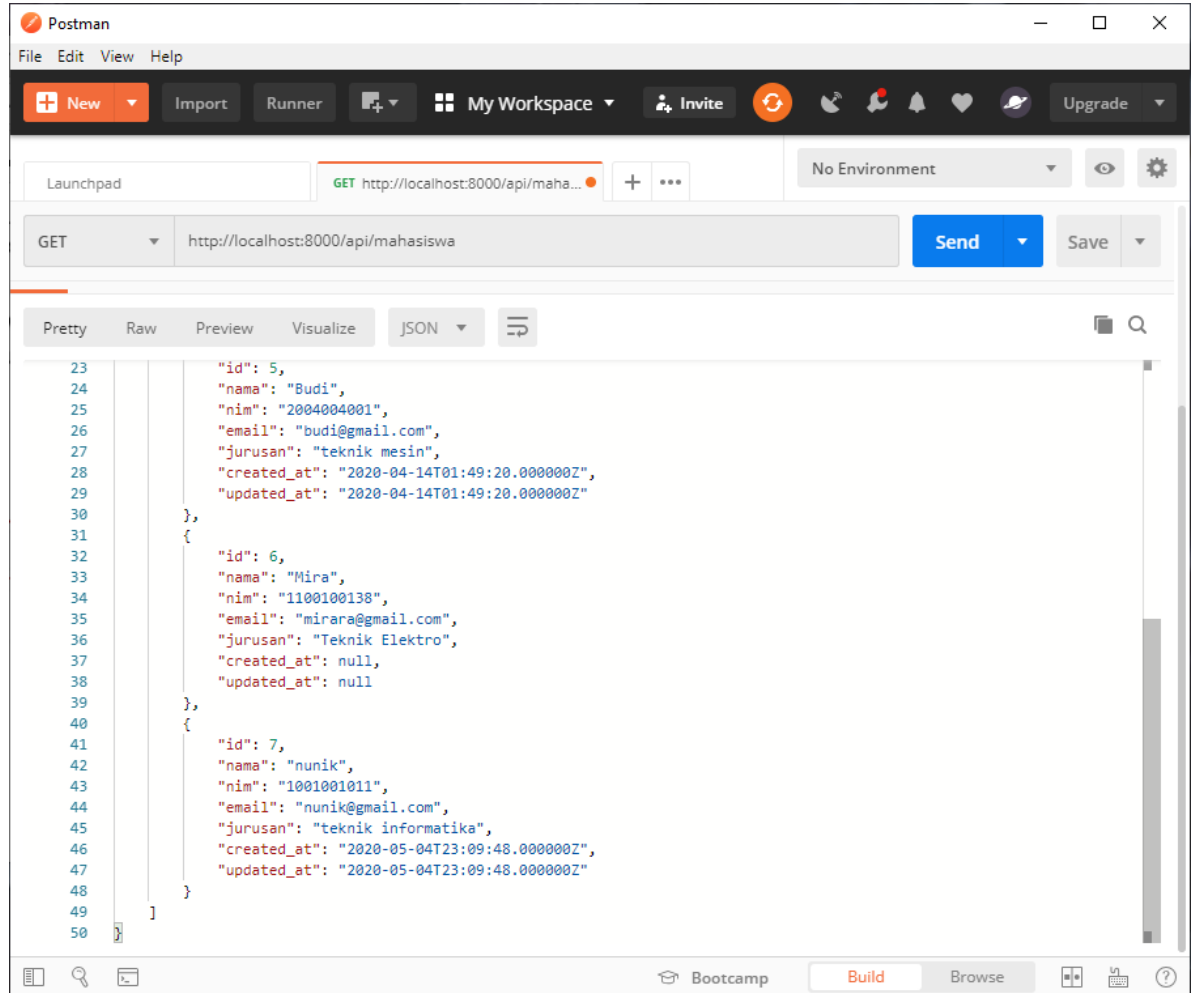 Postman
File Edit View Help
New Import Runner My Workspace Invite Upgrade
Launchpad GET http://localhost:8000/api/maha... No Environment
GET http://localhost:8000/api/mahasiswa Send Save
Pretty Raw Preview Visualize JSON
23 "id": 5,
24 "nama": "Budi",
25 "nim": "2004004001",
26 "email": "budi@gmail.com",
27 "jurusan": "teknik mesin",
28 "created_at": "2020-04-14T01:49:20.000000Z",
29 "updated_at": "2020-04-14T01:49:20.000000Z"
30 },
31 {
32 "id": 6,
33 "nama": "Mira",
34 "nim": "1100100138",
35 "email": "mirara@gmail.com",
36 "jurusan": "Teknik Elektro",
37 "created_at": null,
38 "updated_at": null
39 },
40 {
41 "id": 7,
42 "nama": "nunik",
43 "nim": "1001001011",
44 "email": "nunik@gmail.com",
45 "jurusan": "teknik informatika",
46 "created_at": "2020-05-04T23:09:48.000000Z",
47 "updated_at": "2020-05-04T23:09:48.000000Z"
48 }
49 ]
50 }
Bootcamp Build Browse